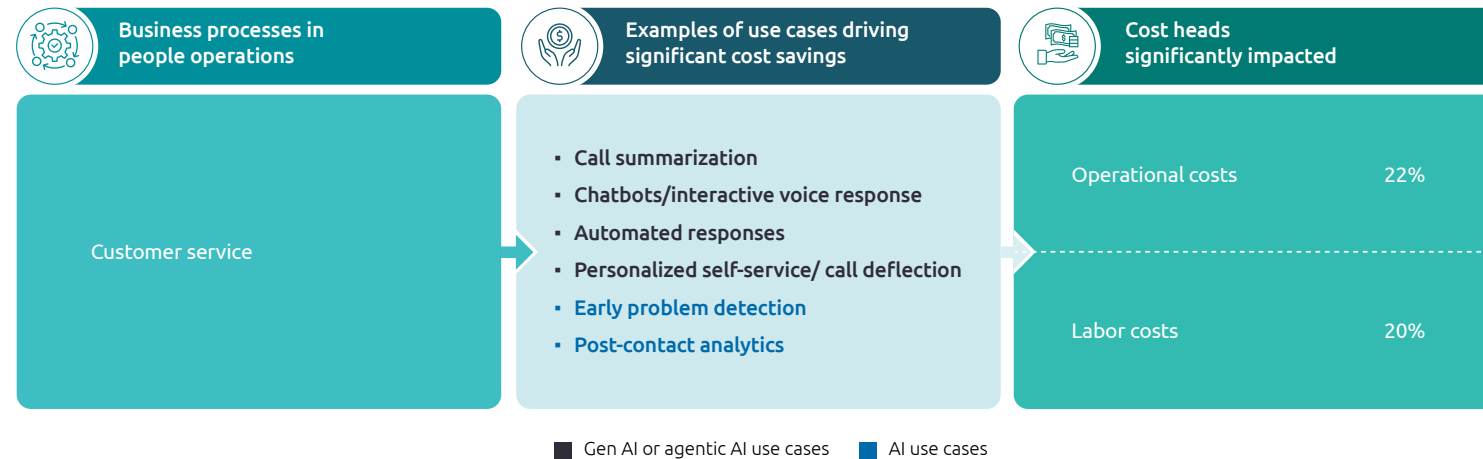 Business processes in
people operations
Examples of use cases driving
significant cost savings
Cost heads
significantly impacted
Customer service
▪ Call summarization
▪ Chatbots/interactive voice response
▪ Automated responses
▪ Personalized self-service/ call deflection
▪ Early problem detection
▪ Post-contact analytics
Operational costs 22%
Labor costs 20%
Gen AI or agentic AI use cases AI use cases